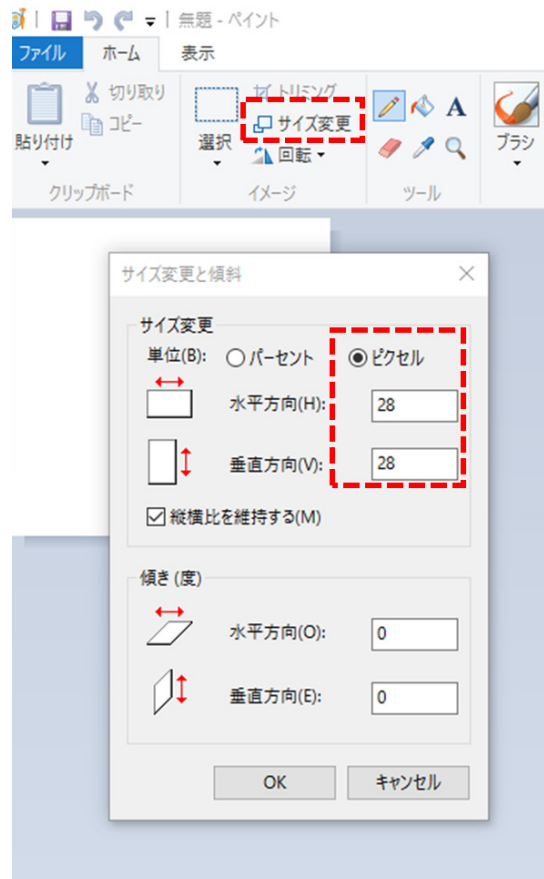 無題 - ペイント
ファイル ホーム 表示
切り取り
コピー
貼り付け
クリップボード
トリミング
サイズ変更
選択
回転
イメージ
A
ツール
ブラシ
サイズ変更と傾斜
サイズ変更
単位(B): パーセント ピクセル
水平方向(H): 28
垂直方向(V): 28
縦横比を維持する(M)
傾き (度)
水平方向(O): 0
垂直方向(E): 0
OK キャンセル